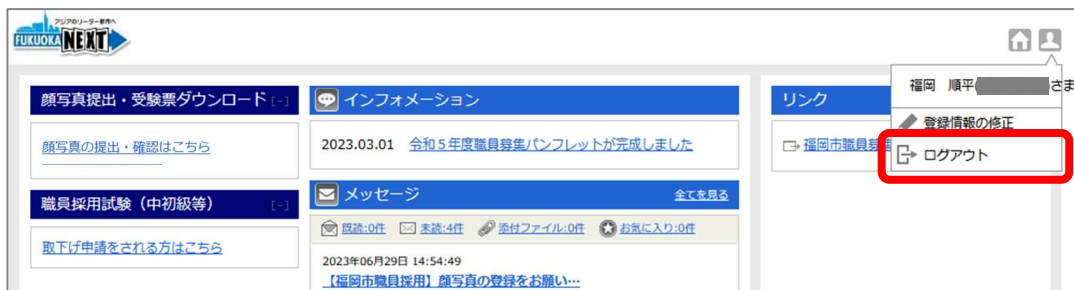 アジアのリーダー都市へ
FUKUOKA NEXT
福岡 順平( さま
登録情報の修正
ログアウト
顔写真提出・受験票ダウンロード [-]
顔写真の提出・確認はこちら
職員採用試験(中初級等) [-]
取下げ申請をされる方はこちら
インフォメーション
2023.03.01 令和5年度職員募集パンフレットが完成しました
メッセージ 全てを見る
既読:0件 未読:4件 添付ファイル:0件 お気に入り:0件
2023年06月29日 14:54:49
【福岡市職員採用】顔写真の登録をお願い…
リンク
福岡市職員募